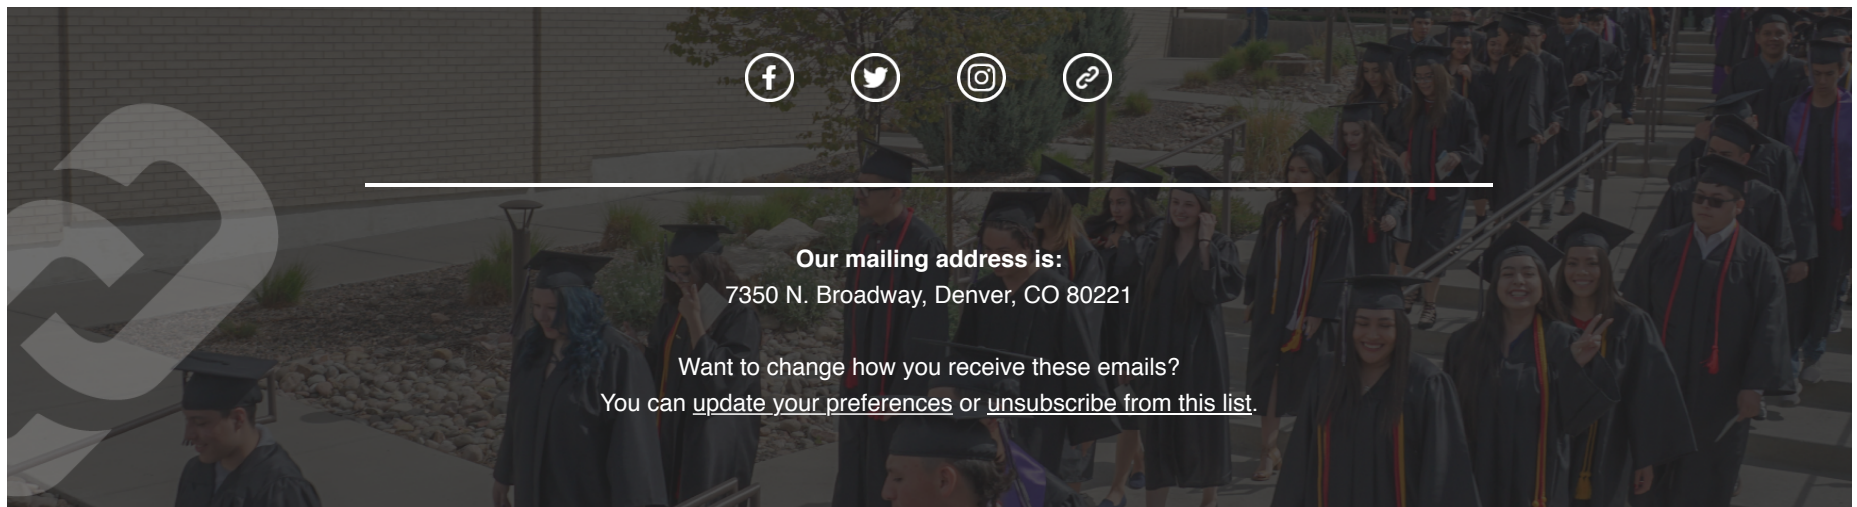 Our mailing address is:
7350 N. Broadway, Denver, CO 80221
Want to change how you receive these emails?
You can update your preferences or unsubscribe from this list.